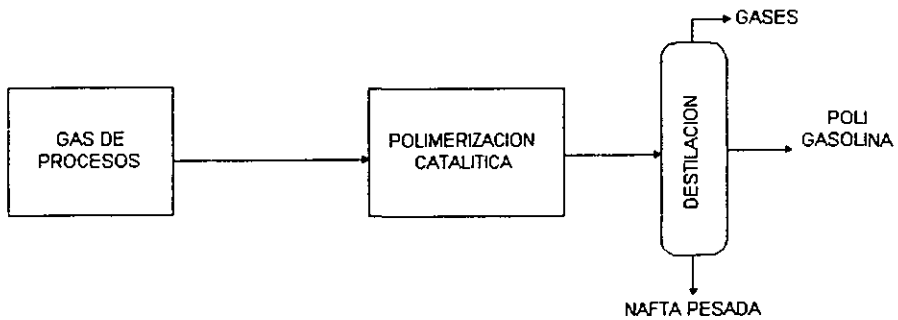 GASES
GAS DE
PROCESOS
POLIMERIZACION
CATALITICA
DESTILACION
POLI
GASOLINA
NAFTA PESADA